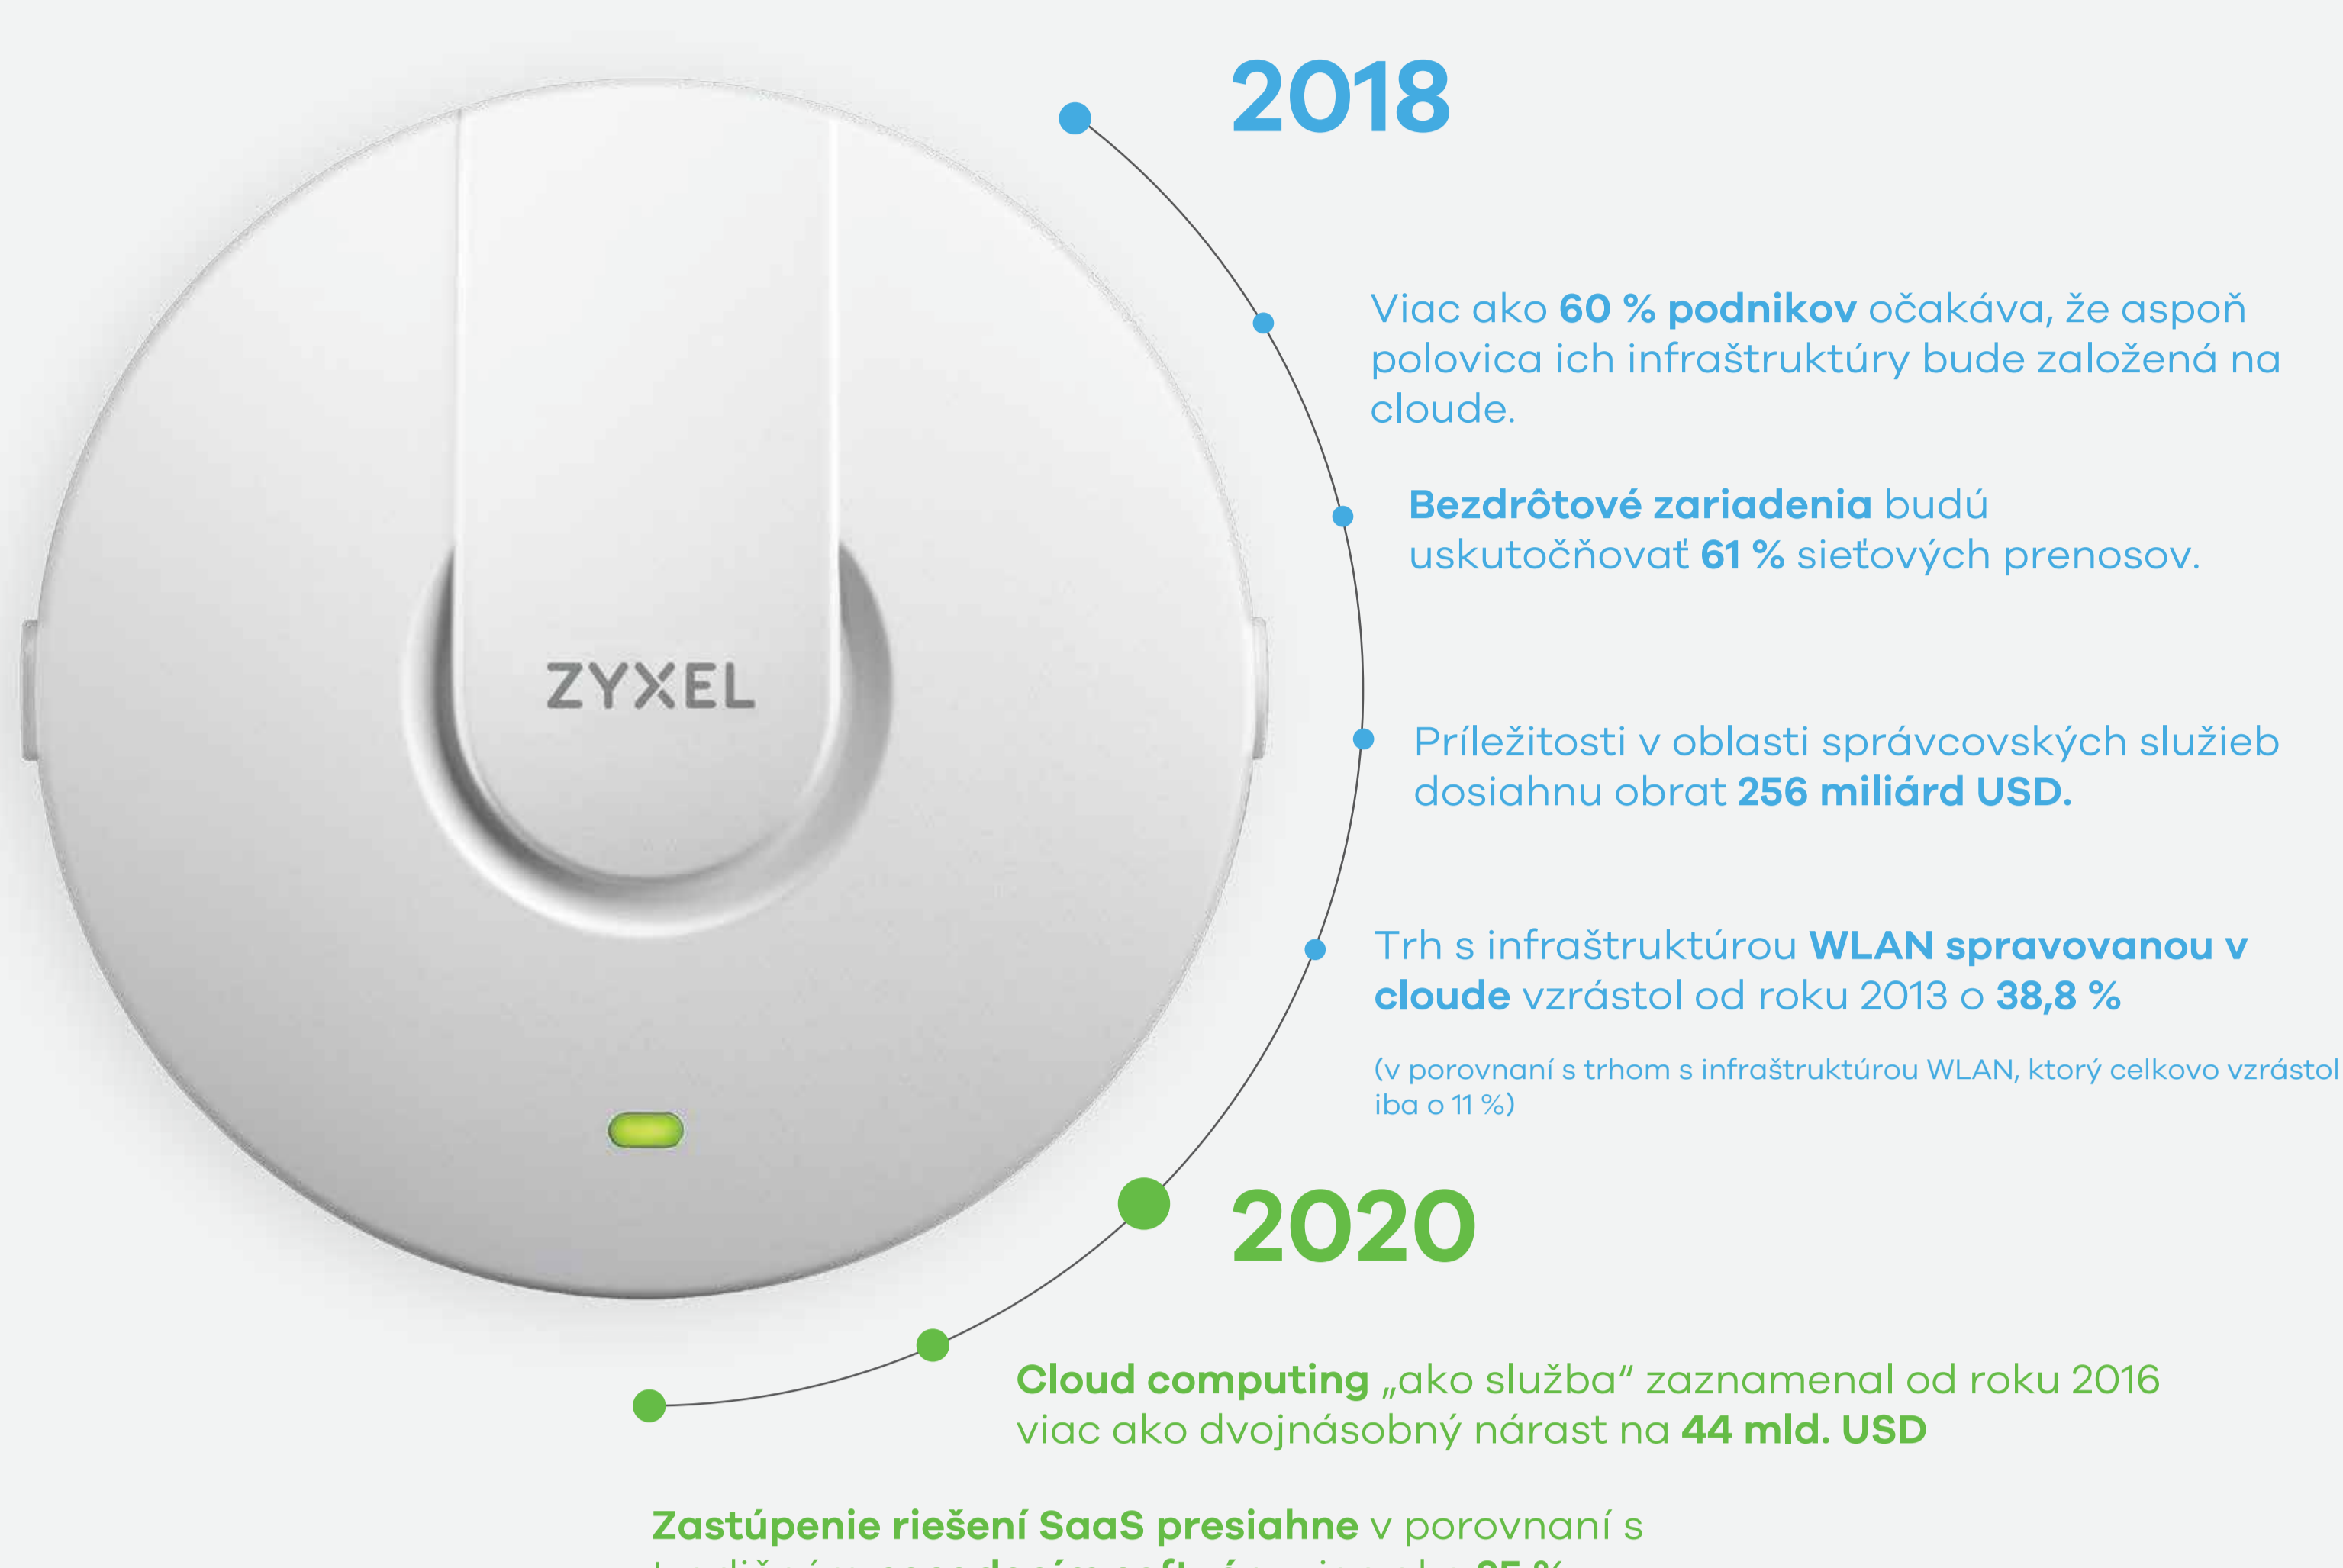 2018
Viac ako 60 % podnikov očakáva, že aspoň
polovica ich infraštruktúry bude založená na
cloude.
Bezdrôtové zariadenia budú
uskutočňovať 61 % sieťových prenosov.
ZYXEL
Príležitosti v oblasti správcovských služieb
dosiahnu obrat 256 miliárd USD.
Trh s infraštruktúrou WLAN spravovanou v
cloude vzrástol od roku 2013 o 38,8 %
(v porovnaní s trhom s infraštruktúrou WLAN, ktorý celkovo vzrástol
iba o 11 %)
2020
Cloud computing „ako služba“ zaznamenal od roku 2016
viac ako dvojnásobný nárast na 44 mld. USD
Zastúpenie riešení SaaS presiahne v porovnaní s